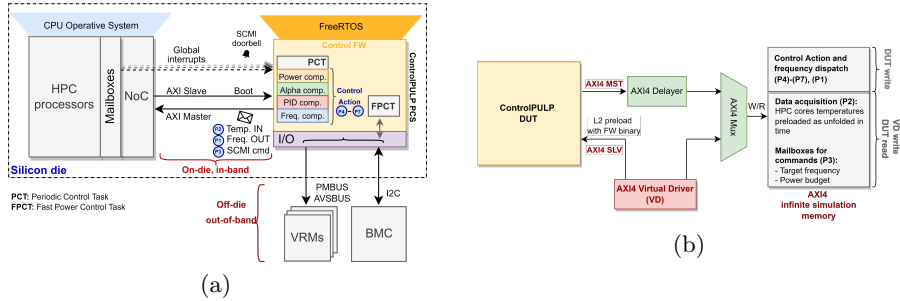 CPU Operative System
FreeRTOS
HPC
processors
Mailboxes
NoC
Global
interrupts
SCMI
doorbell
AXI Slave
Boot
AXI Master
P2 Temp. IN
P1 Freq. OUT
P3 SCMI cmd
Control FW
PCT
Power comp.
Alpha comp.
PID comp.
Freq. comp.
Control
Action
P4 - P7
FPCT
I/O
ControlPULP PCS
Silicon die
On-die, in-band
PCT: Periodic Control Task
FPCT: Fast Power Control Task
Off-die
out-of-band
PMBUS
AVSBUS
I2C
VRMs
BMC
(a)
ControlPULP
DUT
AXI4 MST
AXI4 Delayer
L2 preload
with FW binary
AXI4 SLV
AXI4 Virtual Driver
(VD)
AXI4 Mux
W/R
Control Action and
frequency dispatch
(P4)-(P7), (P1)
Data acquisition (P2):
HPC cores temperatures
preloaded as unfolded in
time
Mailboxes for
commands (P3)
- Target frequency
- Power budget
AXI4
infinite simulation
memory
DUT write
VD write
DUT read
(b)